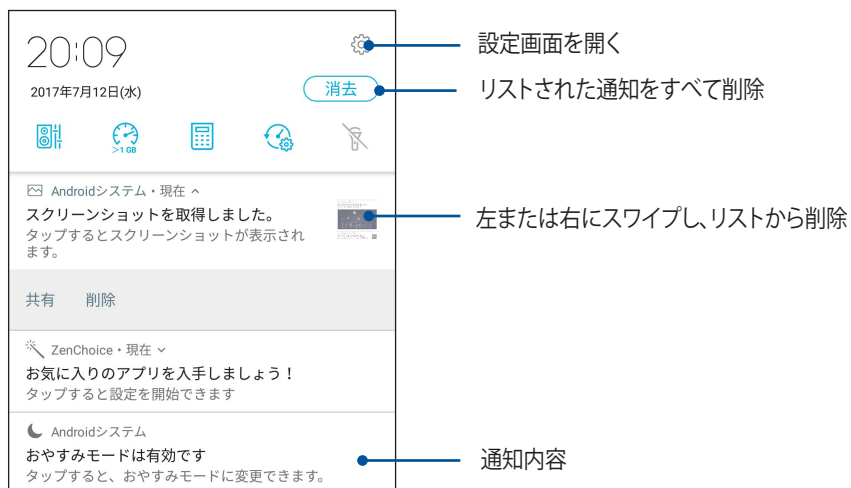 20:09
設定画面を開く
2017年7月12日(水)
消去
リストされた通知をすべて削除
>1 GB
Androidシステム・現在
スクリーンショットを取得しました。
タップするとスクリーンショットが表示され
ます。
左または右にスワイプし、リストから削除
共有 削除
ZenChoice・現在
お気に入りのアプリを入手しましょう！
タップすると設定を開始できます
Androidシステム
おやすみモードは有効です
タップすると、おやすみモードに変更できます。
通知内容